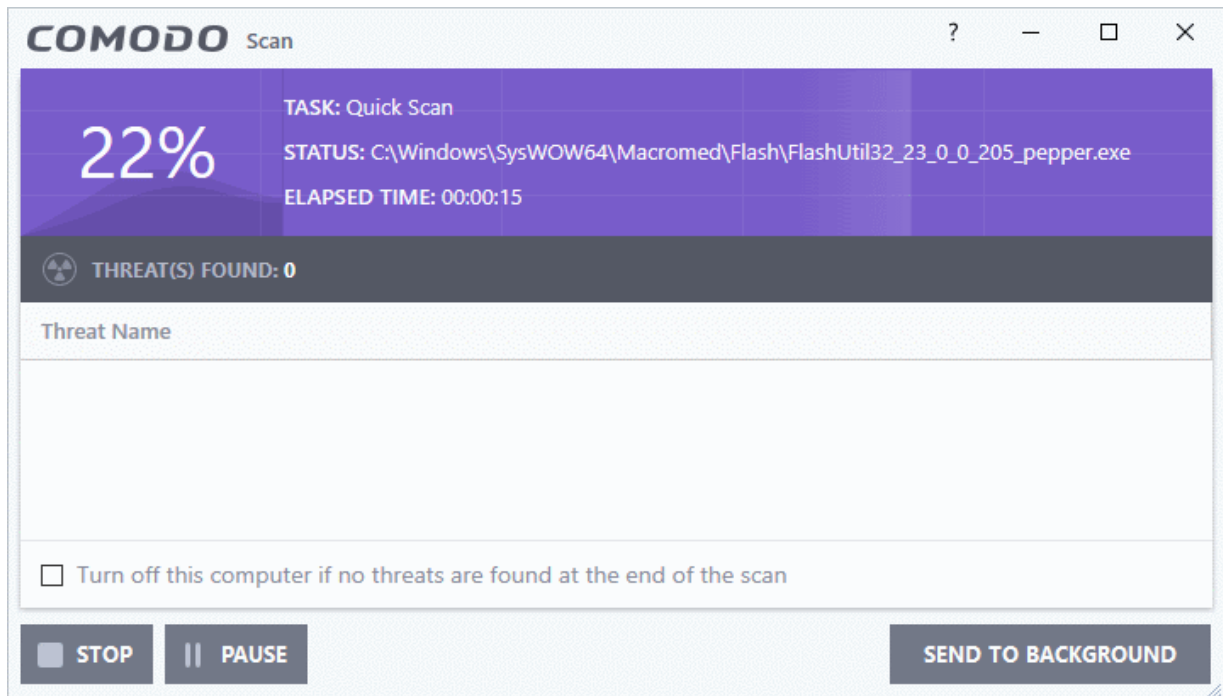 COMODO Scan ?
22%
TASK: Quick Scan
STATUS: C:\Windows\SysWOW64\Macromed\Flash\FlashUtil32_23_0_0_205_pepper.exe
ELAPSED TIME: 00:00:15
THREAT(S) FOUND: 0
Threat Name
Turn off this computer if no threats are found at the end of the scan
STOP PAUSE SEND TO BACKGROUND